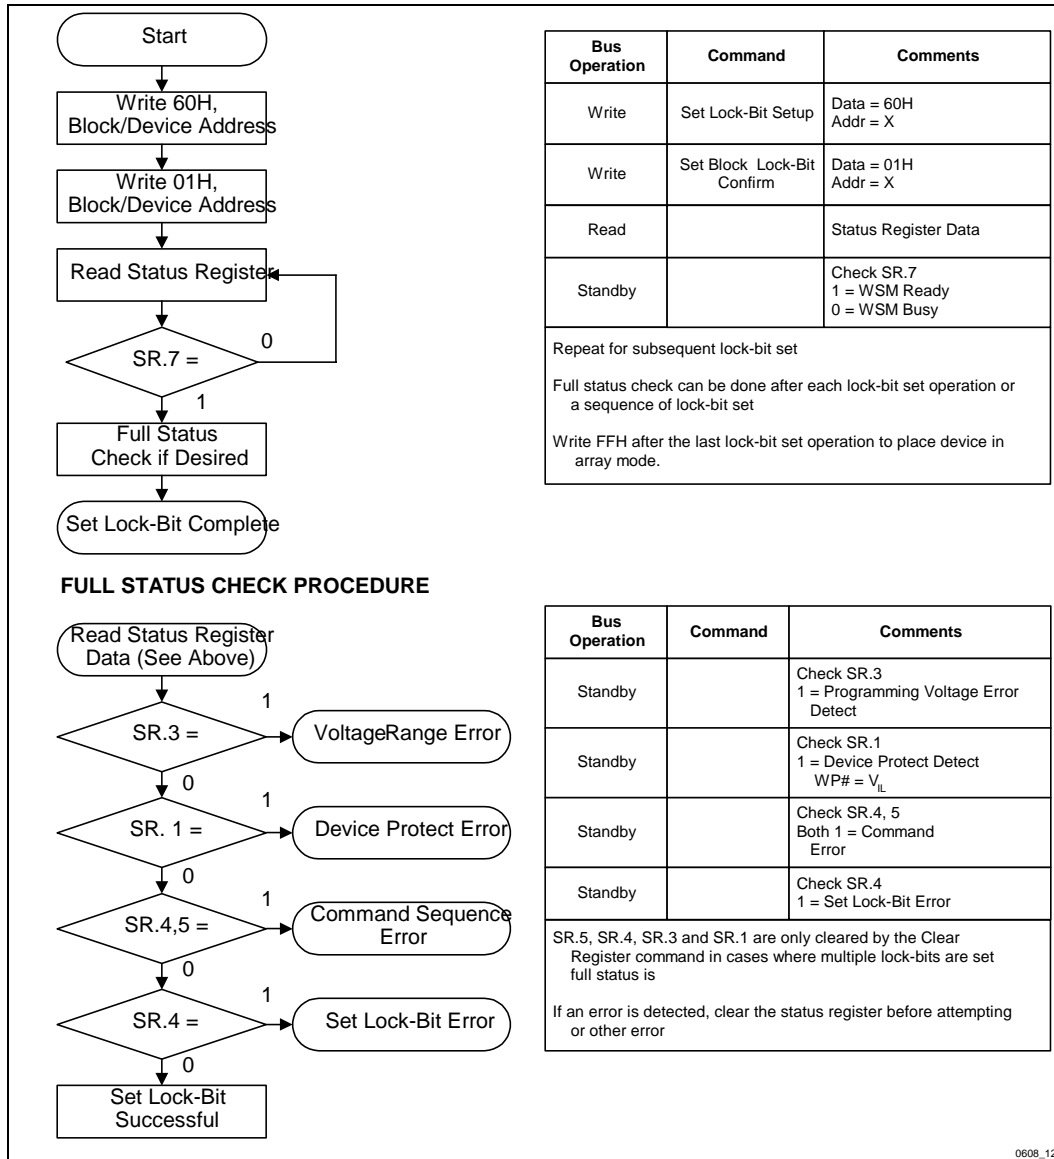 Start
Write 60H,
Block/Device Address
Write 01H,
Block/Device Address
Read Status Register
SR.7 =
0
1
Full Status
Check if Desired
Set Lock-Bit Complete
Bus
Operation
Command
Comments
Write
Set Lock-Bit Setup
Data = 60H
Addr = X
Write
Set Block Lock-Bit
Confirm
Data = 01H
Addr = X
Read
Status Register Data
Standby
Check SR.7
1 = WSM Ready
0 = WSM Busy
Repeat for subsequent lock-bit set
Full status check can be done after each lock-bit set operation or
a sequence of lock-bit set
Write FFH after the last lock-bit set operation to place device in
array mode.
FULL STATUS CHECK PROCEDURE
Read Status Register
Data (See Above)
SR.3 =
1
VoltageRange Error
0
SR. 1 =
1
Device Protect Error
0
SR.4,5 =
1
Command Sequence
Error
0
SR.4 =
1
Set Lock-Bit Error
0
Set Lock-Bit
Successful
Bus
Operation
Command
Comments
Standby
Check SR.3
1 = Programming Voltage Error
Detect
Standby
Check SR.1
1 = Device Protect Detect
WP# = VIL
Standby
Check SR.4, 5
Both 1 = Command
Error
Standby
Check SR.4
1 = Set Lock-Bit Error
SR.5, SR.4, SR.3 and SR.1 are only cleared by the Clear
Register command in cases where multiple lock-bits are set
full status is
If an error is detected, clear the status register before attempting
or other error
0608_12